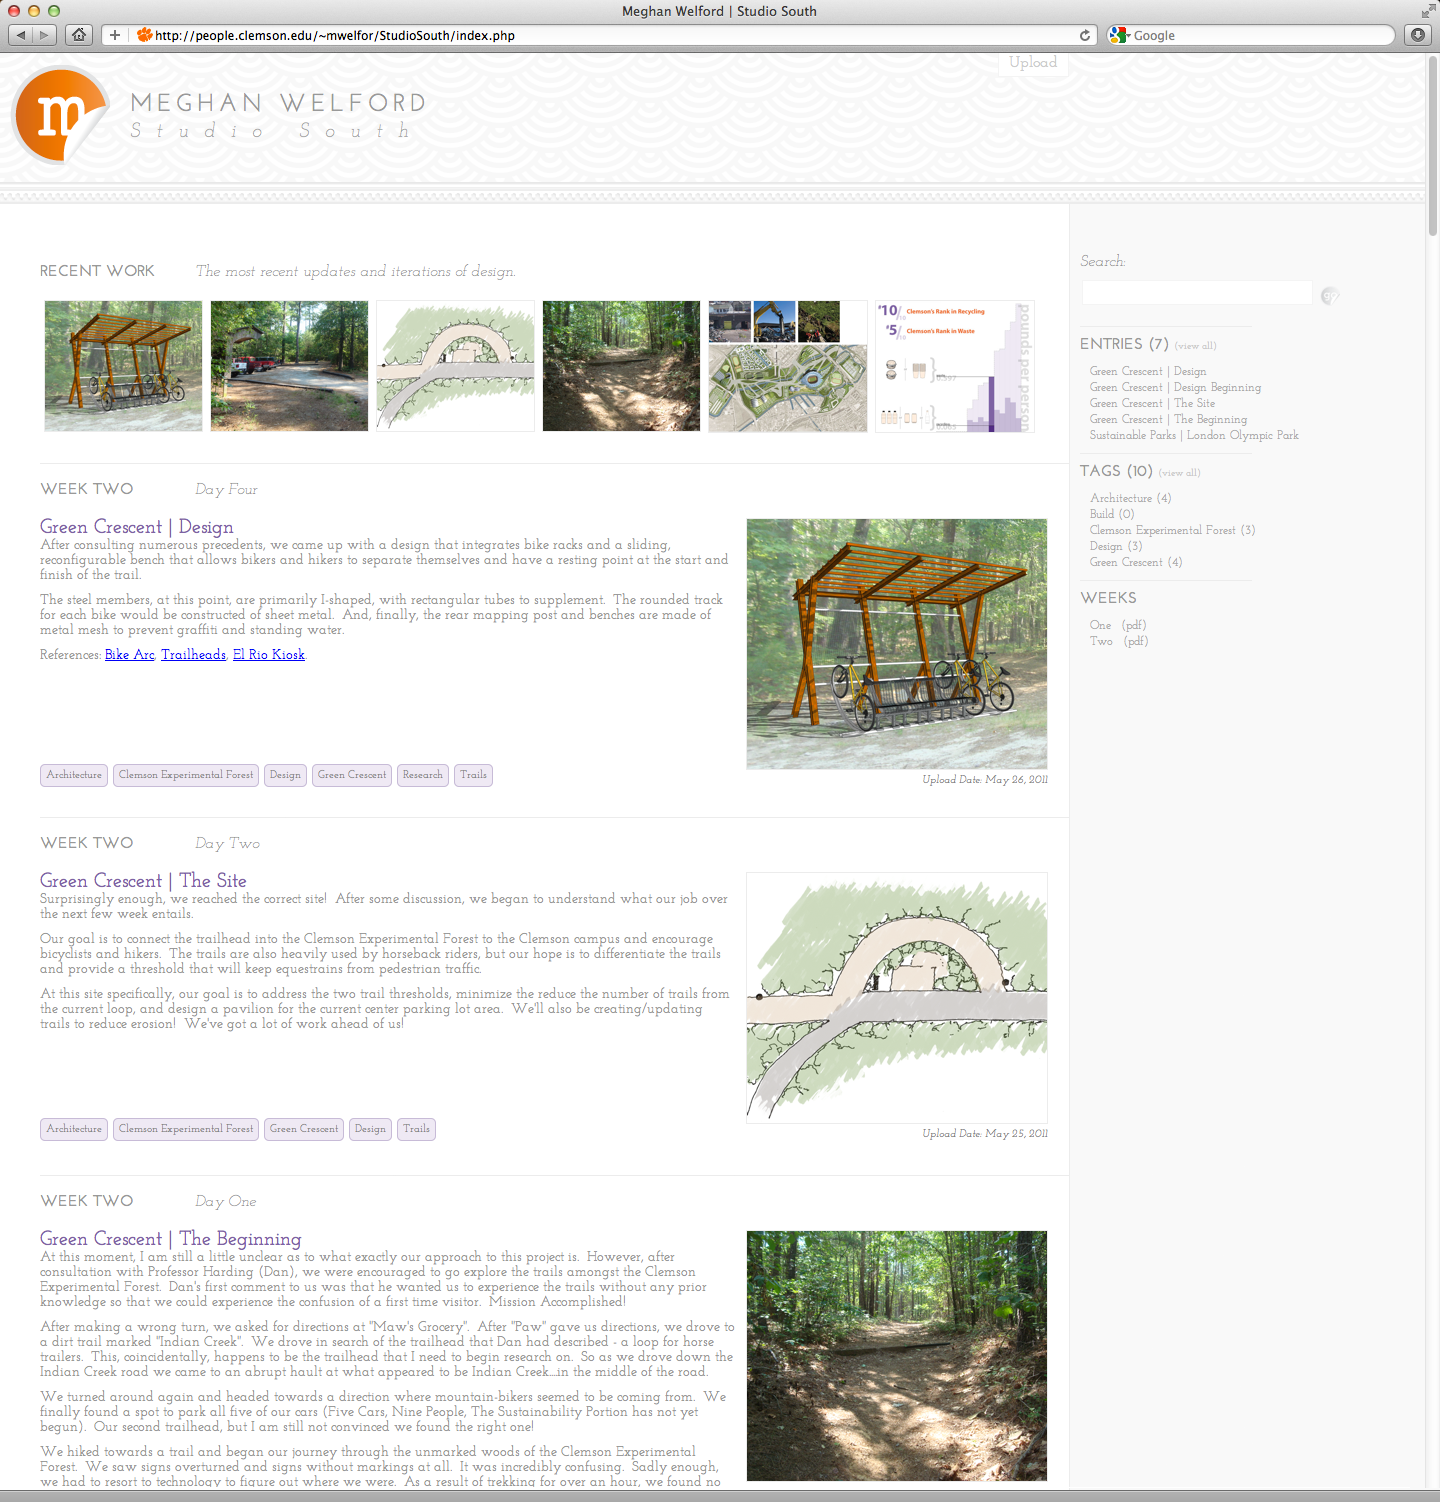 Meghan Welford | Studio South
http://people.clemson.edu/~mwelfor/StudioSouth/index.php
Google
Upload
m
MEGHAN WELFORD
Studio South
RECENT WORK
The most recent updates and iterations of design.
#10/
Clemson's Rank in Recycling
#5/
Clemson's Rank in Waste
pounds per person
WEEK TWO
Day Four
Green Crescent | Design
After consulting numerous precedents, we came up with a design that integrates bike racks and a sliding,
reconfigurable bench that allows bikers and hikers to separate themselves and have a resting point at the start and
finish of the trail.
The steel members, at this point, are primarily I-shaped, with rectangular tubes to supplement. The rounded track
for each bike would be constructed of sheet metal. And, finally, the rear mapping post and benches are made of
metal mesh to prevent graffiti and standing water.
References: Bike Arc, Trailheads, El Rio Kiosk
Architecture
Clemson Experimental Forest
Design
Green Crescent
Research
Trails
Upload Date: May 26, 2011
WEEK TWO
Day Two
Green Crescent | The Site
Surprisingly enough, we reached the correct site! After some discussion, we began to understand what our job over
the next few week entails.
Our goal is to connect the trailhead into the Clemson Experimental Forest to the Clemson campus and encourage
bicyclists and hikers. The trails are also heavily used by horseback riders, but our hope is to differentiate the trails
and provide a threshold that will keep equestrains from pedestrian traffic.
At this site specifically, our goal is to address the two trail thresholds, minimize the reduce the number of trails from
the current loop, and design a pavilion for the current center parking lot area. We'll also be creating/updating
trails to reduce erosion! We've got a lot of work ahead of us!
Architecture
Clemson Experimental Forest
Green Crescent
Design
Trails
Upload Date: May 25, 2011
WEEK TWO
Day One
Green Crescent | The Beginning
At this moment, I am still a little unclear as to what exactly our approach to this project is. However, after
consultation with Professor Harding (Dan), we were encouraged to go explore the trails amongst the Clemson
Experimental Forest. Dan's first comment to us was that he wanted us to experience the trails without any prior
knowledge so that we could experience the confusion of a first time visitor. Mission Accomplished!
After making a wrong turn, we asked for directions at "Maw's Grocery". After "Paw" gave us directions, we drove to
a dirt trail marked "Indian Creek". We drove in search of the trailhead that Dan had described - a loop for horse
trailers. This, coincidentally, happens to be the trailhead that I need to begin research on. So as we drove down the
Indian Creek road we came to an abrupt hault at what appeared to be Indian Creek....in the middle of the road.
We turned around again and headed towards a direction where mountain-bikers seemed to be coming from. We
finally found a spot to park all five of our cars (Five Cars, Nine People, The Sustainability Portion has not yet
begun). Our second trailhead, but I am still not convinced we found the right one!
We hiked towards a trail and began our journey through the unmarked woods of the Clemson Experimental
Forest. We saw signs overturned and signs without markings at all. It was incredibly confusing. Sadly enough,
we had to resort to technology to figure out where we were. As a result of trekking for over an hour, we found no
Search:
go
ENTRIES (7) (view all)
Green Crescent | Design
Green Crescent | Design Beginning
Green Crescent | The Site
Green Crescent | The Beginning
Sustainable Parks | London Olympic Park
TAGS (10) (view all)
Architecture (4)
Build (0)
Clemson Experimental Forest (3)
Design (3)
Green Crescent (4)
WEEKS
One (pdf)
Two (pdf)